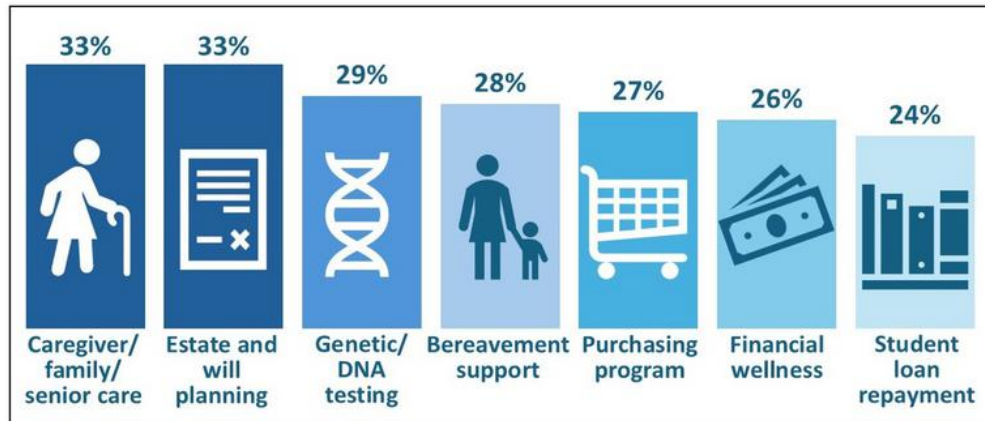 33%
33%
29%
28%
27%
26%
24%
Caregiver/
family/
senior care
Estate and
will
planning
Genetic/
DNA
testing
Bereavement
support
Purchasing
program
Financial
wellness
Student
loan
repayment